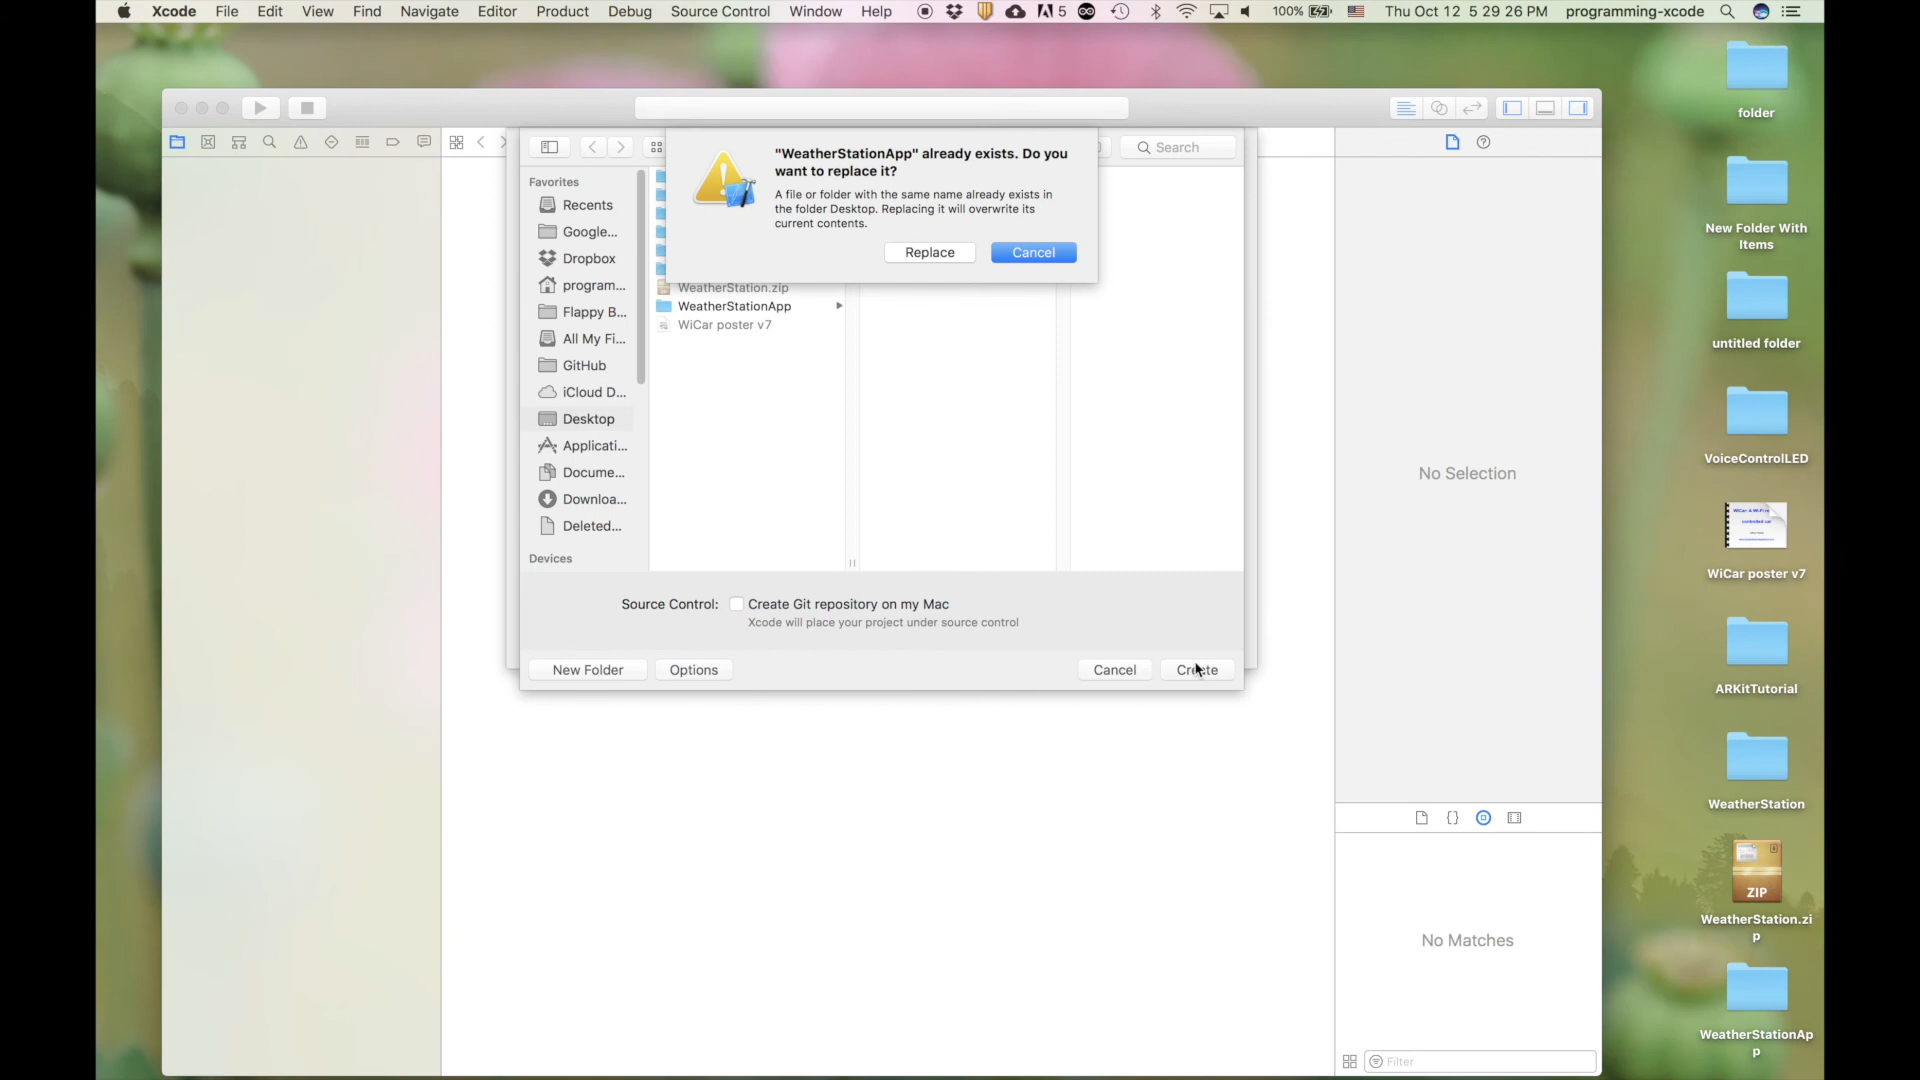 Xcode File Edit View Find Navigate Editor Product Debug Source Control Window Help 5 100% Thu Oct 12 5 29 26 PM programming-xcode
Search
Favorites
Recents
Google...
Dropbox
program...
Flappy B...
All My Fi...
GitHub
iCloud D...
Desktop
Applicati...
Docume...
Downloa...
Deleted...
Devices
"WeatherStationApp" already exists. Do you
want to replace it?
A file or folder with the same name already exists in
the folder Desktop. Replacing it will overwrite its
current contents.
Replace Cancel
WeatherStation.zip
WeatherStationApp
WiCar poster v7
Source Control: Create Git repository on my Mac
Xcode will place your project under source control
New Folder Options Cancel Create
No Selection
No Matches
Filter
folder
New Folder With
Items
untitled folder
VoiceControlLED
WiCar poster v7
ARKitTutorial
WeatherStation
ZIP
WeatherStation.zi
p
WeatherStationAp
p